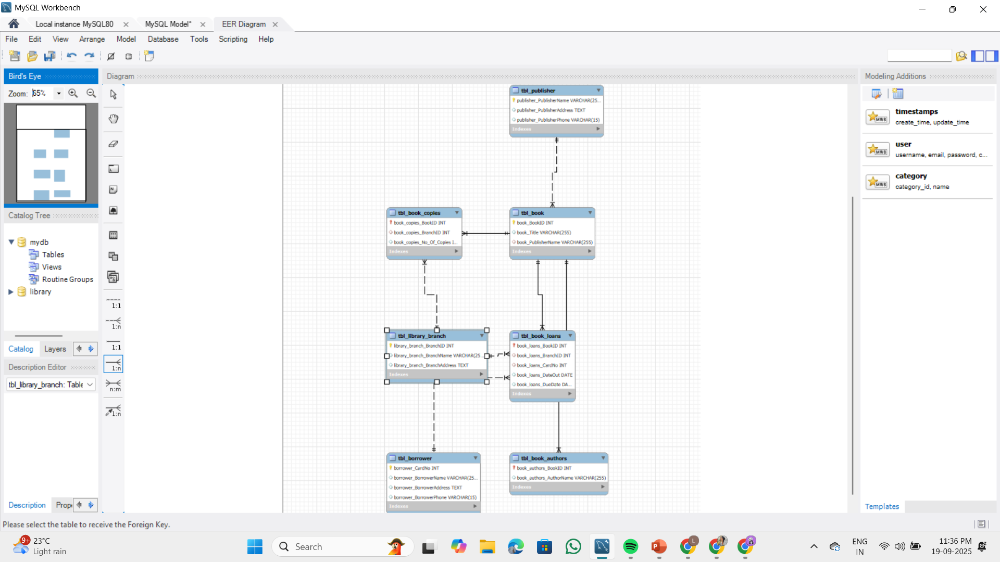 MySQL Workbench
Local instance MySQL80
MySQL Model*
EER Diagram
File Edit View Arrange Model Database Tools Scripting Help
Bird's Eye
Zoom: 65%
Diagram
Modeling Additions
timestamps
create_time, update_time
user
username, email, password, c...
category
category_id, name
MWB
MWB
MWB
tbl_publisher
publisher_PublisherName VARCHAR(25...
publisher_PublisherAddress TEXT
publisher_PublisherPhone VARCHAR(15)
Indexes
tbl_book_copies
book_copies_BookID INT
book_copies_BranchID INT
book_copies_No_Of_Copies I...
Indexes
tbl_book
book_BookID INT
book_Title VARCHAR(255)
book_PublisherName VARCHAR(255)
Indexes
tbl_library_branch
library_branch_BranchID INT
library_branch_BranchName VARCHAR(25...
library_branch_BranchAddress TEXT
Indexes
tbl_book_loans
book_loans_BookID INT
book_loans_BranchID INT
book_loans_CardNo INT
book_loans_DateOut DATE
book_loans_DueDate DA...
Indexes
tbl_borrower
borrower_CardNo INT
borrower_BorrowerName VARCHAR(25...
borrower_BorrowerAddress TEXT
borrower_BorrowerPhone VARCHAR(15)
Indexes
tbl_book_authors
book_authors_BookID INT
book_authors_AuthorName VARCHAR(255)
Indexes
Catalog Tree
mydb
Tables
Views
Routine Groups
library
Catalog Layers
Description Editor
tbl_library_branch: Table
Description Prope
1:1
1:n
1:1
1:n
n:m
1:n
Templates
Please select the table to receive the Foreign Key.
9+
23°C
Light rain
Search
ENG
IN
11:36 PM
19-09-2025